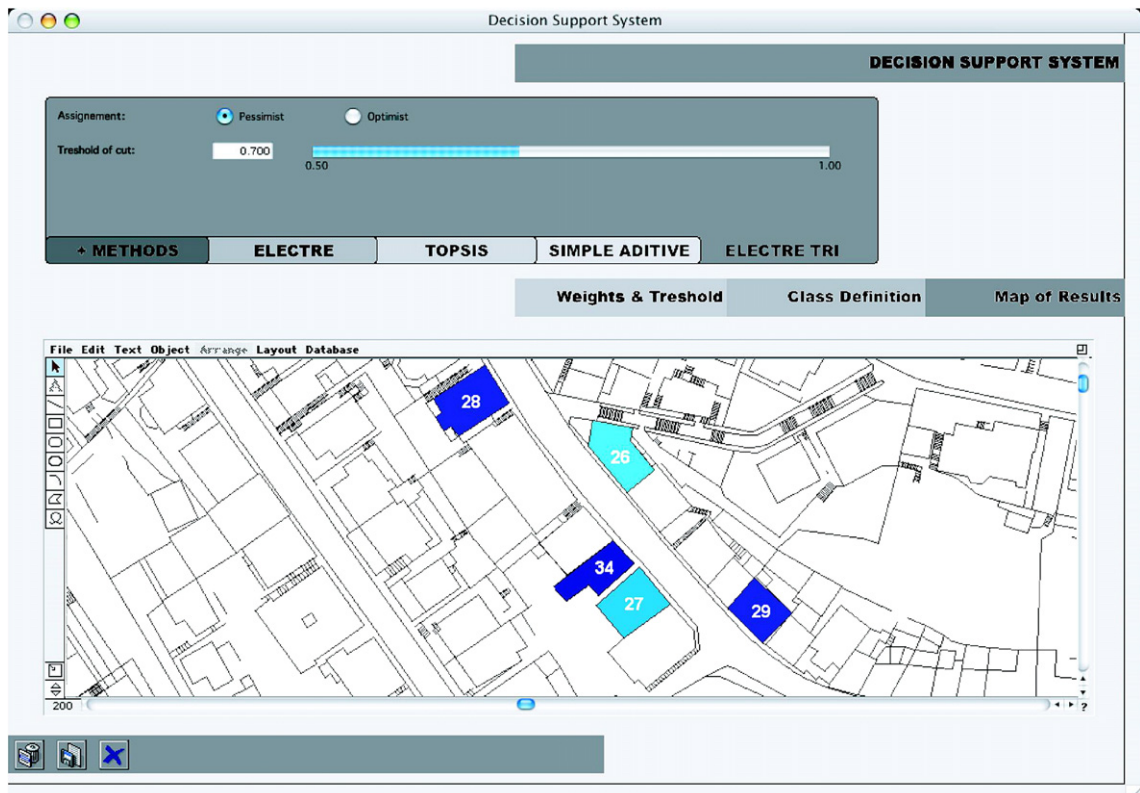 Decision Support System
DECISION SUPPORT SYSTEM
Assignement: Pessimist Optimist
Treshold of cut: 0.700
0.50 1.00
+ METHODS ELECTRE TOPSIS SIMPLE ADITIVE ELECTRE TRI
Weights & Treshold Class Definition Map of Results
File Edit Text Object Arrange Layout Database
28
26
34
27
29
200
?